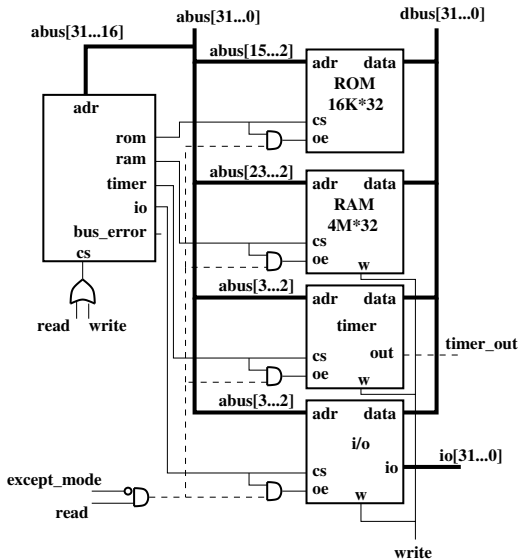 abus[31...0]
dbus[31...0]
abus[31...16]
adr
rom
ram
timer
io
bus_error
cs
read
write
abus[15...2]
adr
data
ROM
16K*32
cs
oe
abus[23...2]
adr
data
RAM
4M*32
cs
oe
w
abus[3...2]
adr
data
timer
out
timer_out
cs
oe
w
abus[3...2]
adr
data
i/o
io
io[31...0]
cs
oe
w
except_mode
read
write